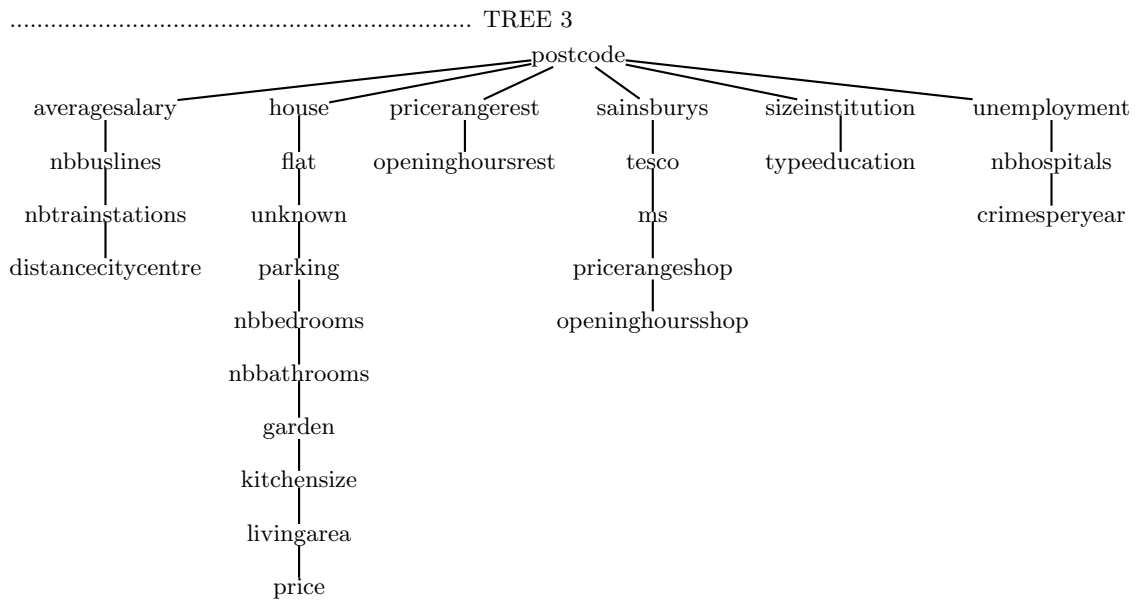 ..................................................................... TREE 3
postcode
averagesalary house pricerangerest sainsburys sizeinstitution unemployment
nbbuslines flat openinghoursrest tesco typeeducation nbhospitals
nbtrainstations unknown ms crimesperyear
distancecitycentre parking pricerangeshop
nbbedrooms openinghoursshop
nbbathrooms
garden
kitchensize
livingarea
price